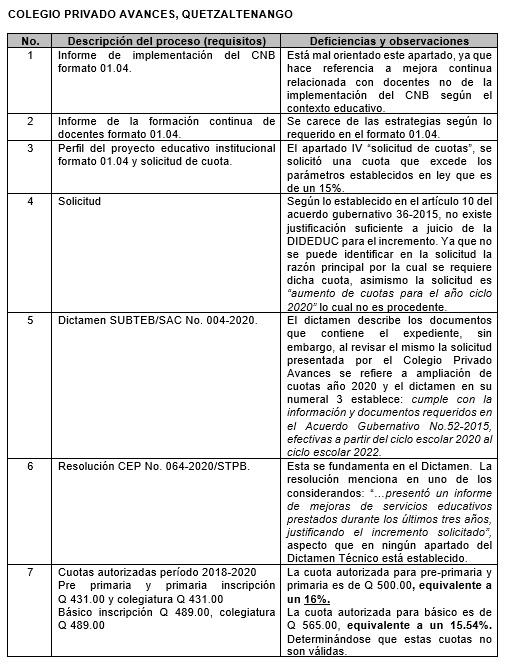 COLEGIO PRIVADO AVANCES, QUETZALTENANGO
No.
Descripción del proceso (requisitos)
Deficiencias y observaciones
1
Informe de implementación del CNB
formato 01.04.
Está mal orientado este apartado, ya que
hace referencia a mejora continua
relacionada con docentes no de la
implementación del CNB según el
contexto educativo.
2
Informe de la formación continua de
docentes formato 01.04.
Se carece de las estrategias según lo
requerido en el formato 01.04.
3
Perfil del proyecto educativo institucional
formato 01.04 y solicitud de cuota.
El apartado IV “solicitud de cuotas”, se
solicitó una cuota que excede los
parámetros establecidos en ley que es
de un 15%.
4
Solicitud
Según lo establecido en el artículo 10 del
acuerdo gubernativo 36-2015, no existe
justificación suficiente a juicio de la
DIDEDUC para el incremento. Ya que no
se puede identificar en la solicitud la
razón principal por la cual se requiere
dicha cuota, asimismo la solicitud es
“aumento de cuotas para el año ciclo
2020” lo cual no es procedente.
5
Dictamen SUBTEB/SAC No. 004-2020.
El dictamen describe los documentos
que contiene el expediente, sin
embargo, al revisar el mismo la solicitud
presentada por el Colegio Privado
Avances se refiere a ampliación de
cuotas año 2020 y el dictamen en su
numeral 3 establece: cumple con la
información y documentos requeridos en
el Acuerdo Gubernativo No.52-2015,
efectivas a partir del ciclo escolar 2020 al
ciclo escolar 2022.
6
Resolución CEP No. 064-2020/STPB.
Esta se fundamenta en el Dictamen. La
resolución menciona en uno de los
considerandos: “…presentó un informe
de mejoras de servicios educativos
prestados durante los últimos tres años,
justificando el incremento solicitado”,
aspecto que en ningún apartado del
Dictamen Técnico está establecido.
7
Cuotas autorizadas período 2018-2020
Pre primaria y primaria inscripción
Q 431.00 y colegiatura Q 431.00
Básico inscripción Q 489.00, colegiatura
Q 489.00
La cuota autorizada para pre-primaria y
primaria es de Q 500.00, equivalente a
un 16%.
La cuota autorizada para básico es de
Q 565.00, equivalente a un 15.54%.
Determinándose que estas cuotas no
son válidas.